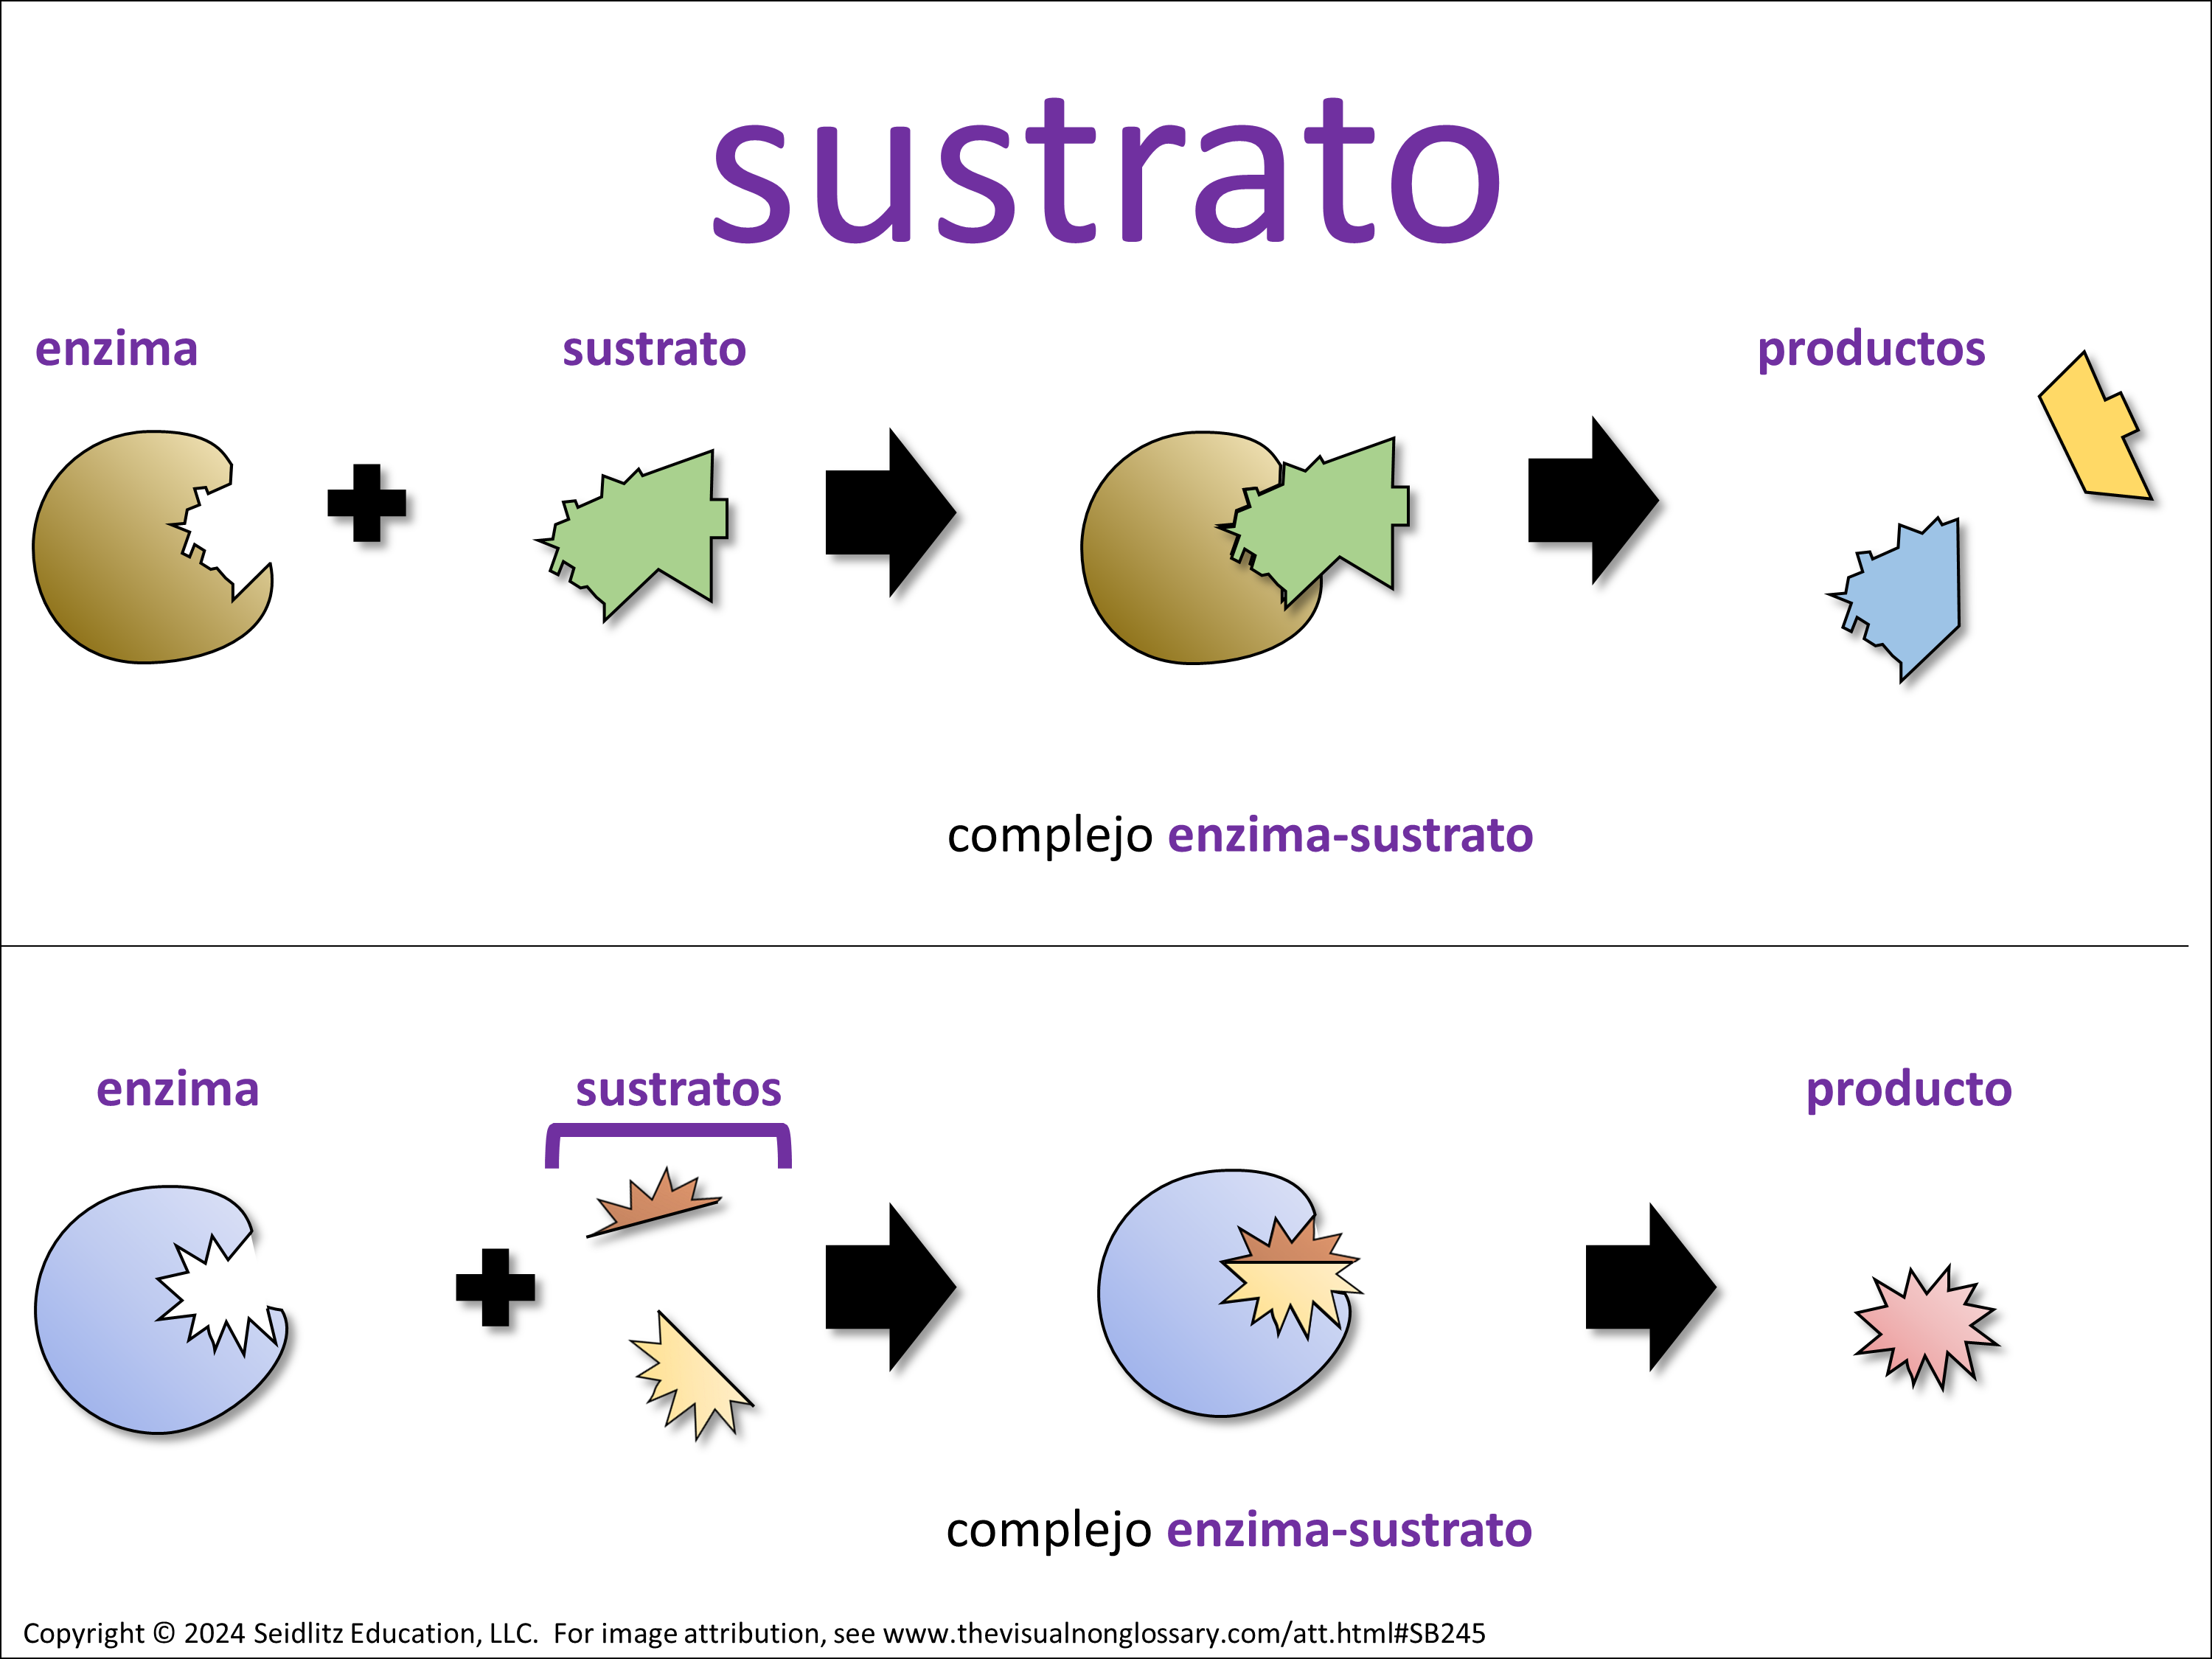 sustrato
enzima
sustrato
productos
complejo enzima-sustrato
enzima
sustratos
producto
complejo enzima-sustrato
Copyright © 2024 Seidlitz Education, LLC.  For image attribution, see www.thevisualnonglossary.com/att.html#SB245